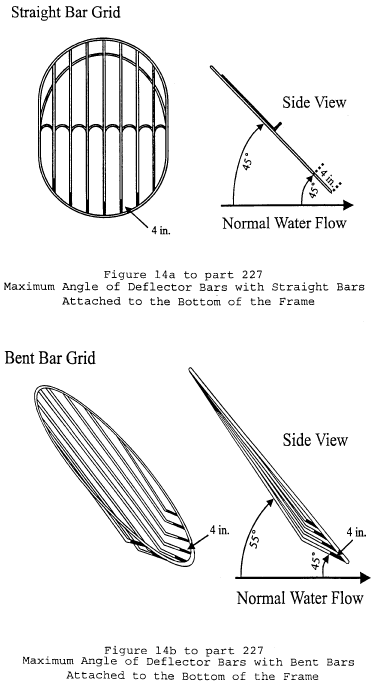 Straight Bar Grid
Side View
45°
4 in.
45°
Normal Water Flow
4 in.
Figure 14a to part 227
Maximum Angle of Deflector Bars with Straight Bars
Attached to the Bottom of the Frame
Bent Bar Grid
Side View
4 in.
4 in.
55°
45°
Normal Water Flow
Figure 14b to part 227
Maximum Angle of Deflector Bars with Bent Bars
Attached to the Bottom of the Frame